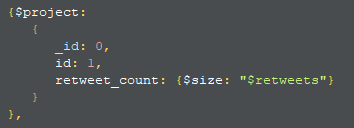 {$project:
{
_id: 0,
id: 1,
retweet_count: {$size: "$retweets"}
}
},